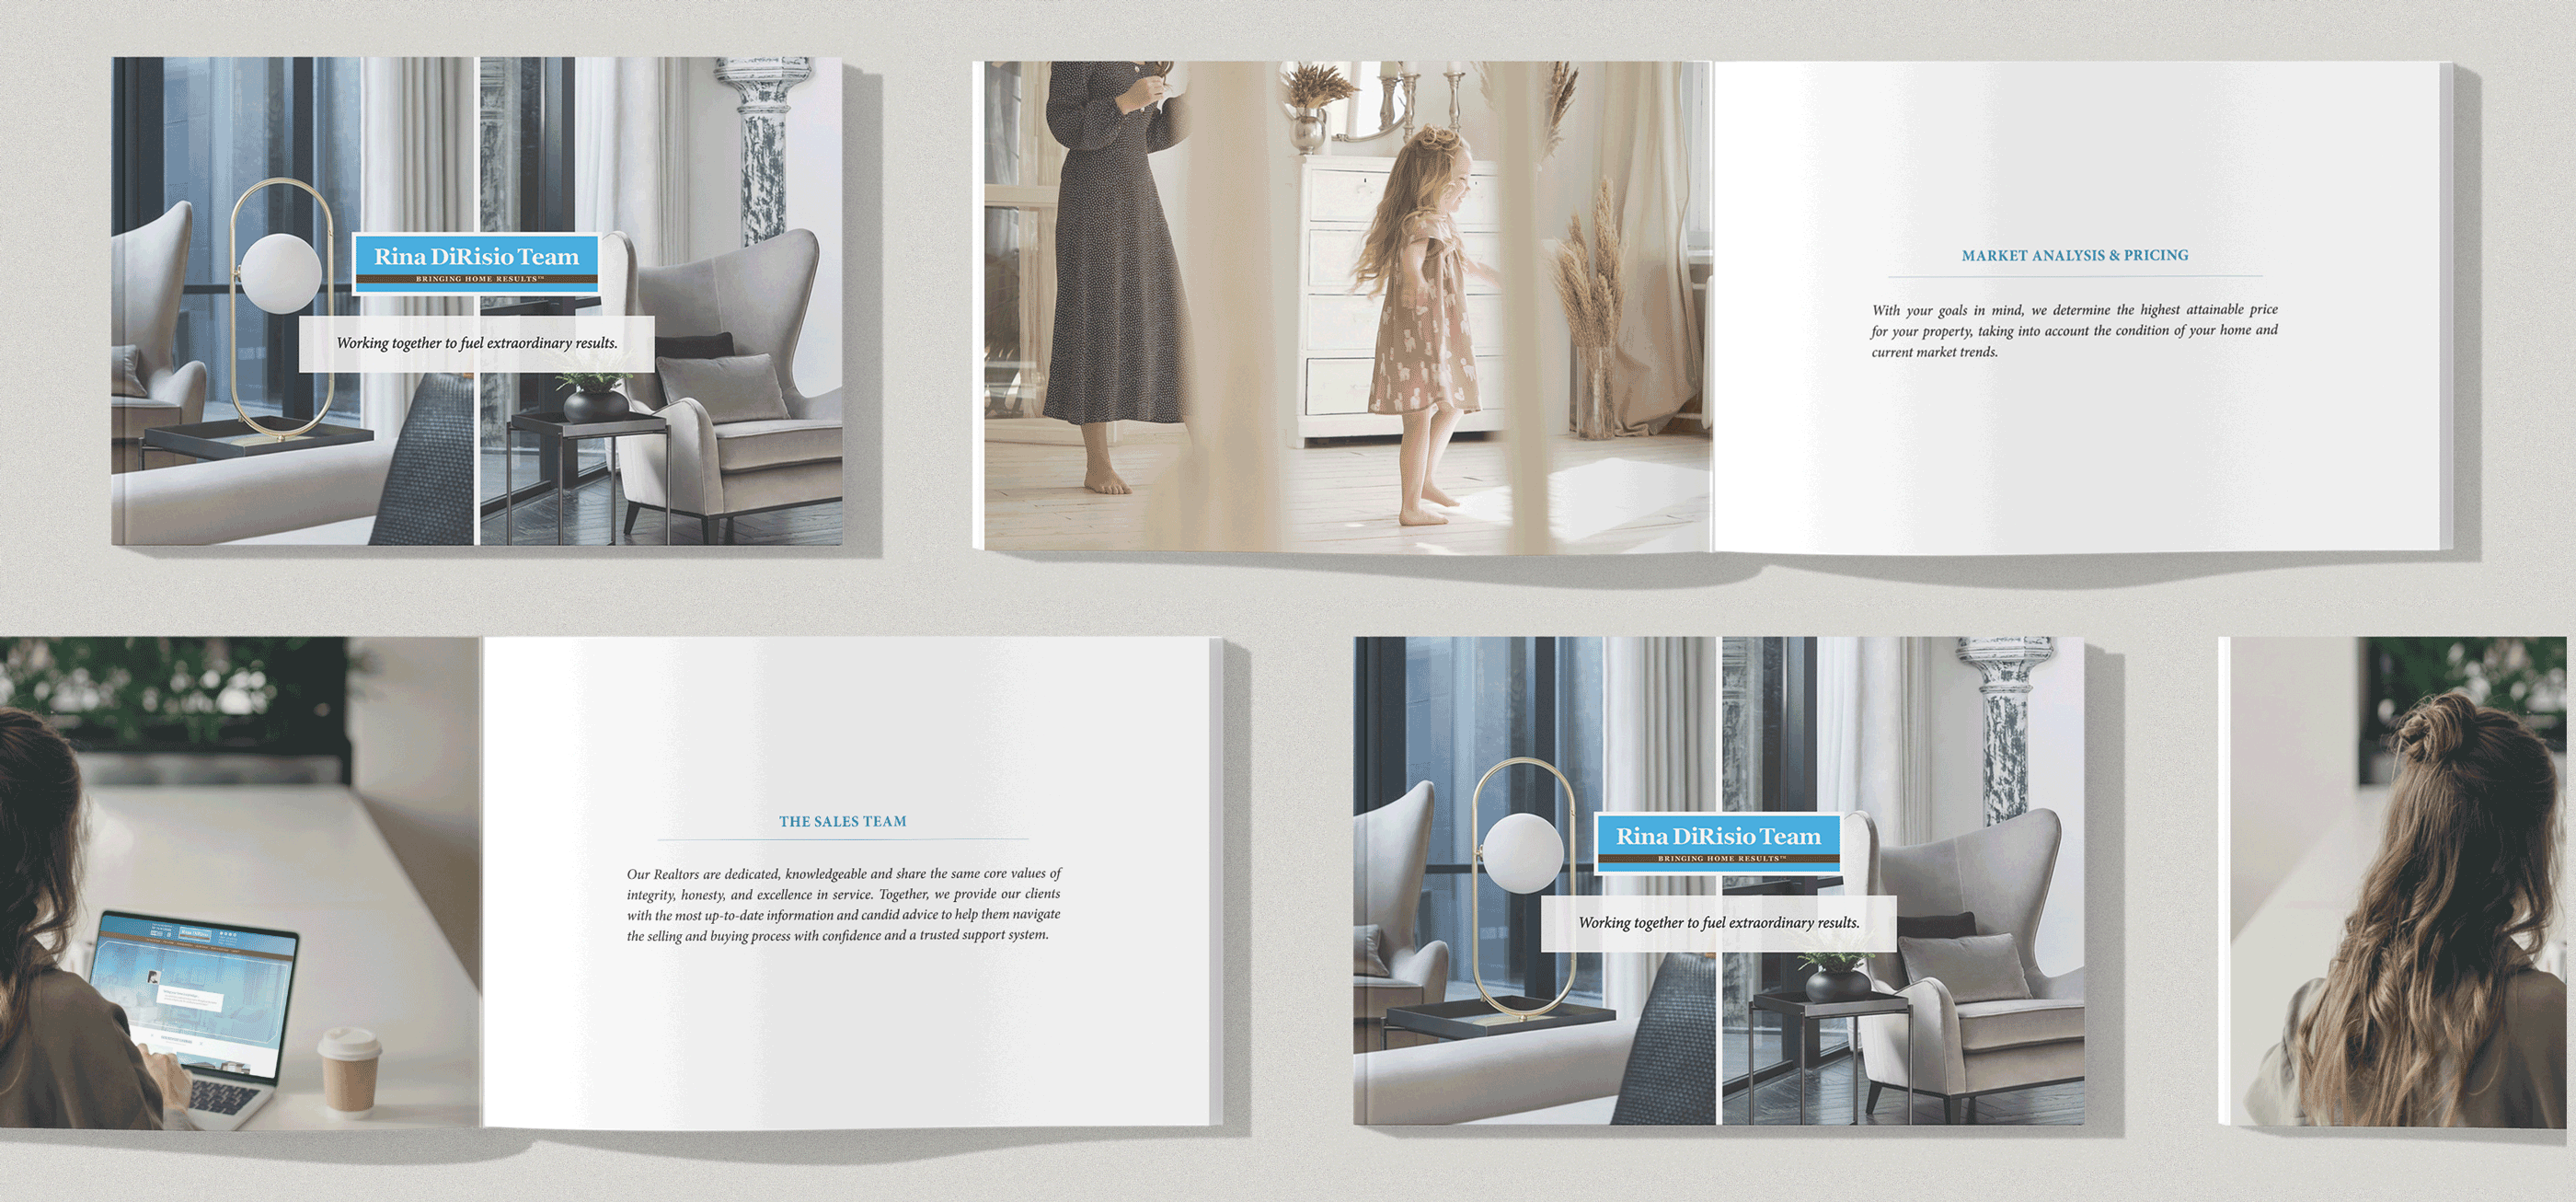 Rina DiRisio Team
BRINGING HOME RESULTS™
Working together to fuel extraordinary results.
MARKET ANALYSIS & PRICING
With your goals in mind, we determine the highest attainable price
for your property, taking into account the condition of your home and
current market trends.
THE SALES TEAM
Our Realtors are dedicated, knowledgeable and share the same core values of
integrity, honesty, and excellence in service. Together, we provide our clients
with the most up-to-date information and candid advice to help them navigate
the selling and buying process with confidence and a trusted support system.
Rina DiRisio Team
BRINGING HOME RESULTS™
Working together to fuel extraordinary results.